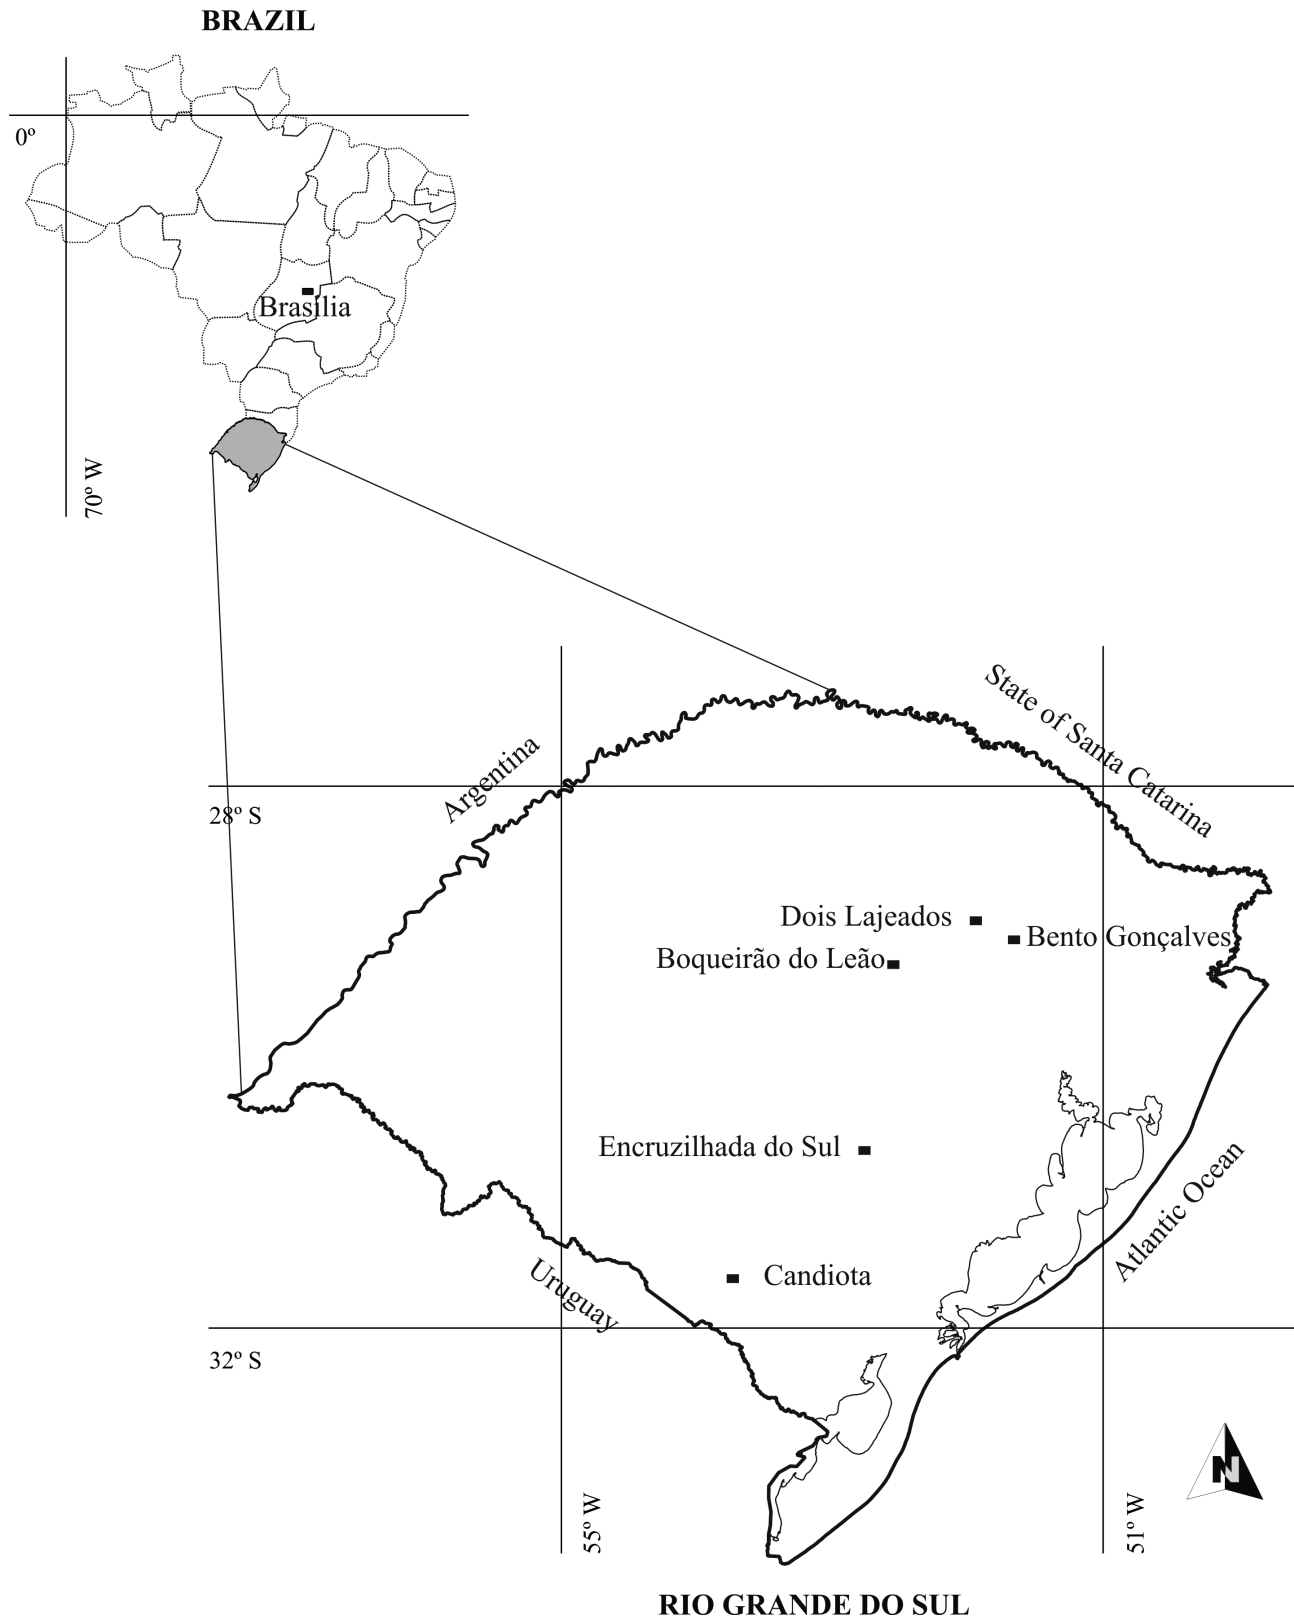 BRAZIL
0º
Brasília
70º W
State of Santa Catarina
Argentina
28º S
Dois Lajeados
Bento Gonçalves
Boqueirão do Leão
Encruzilhada do Sul
Atlantic Ocean
Candiota
Uruguay
32º S
N
55º W
51º W
RIO GRANDE DO SUL